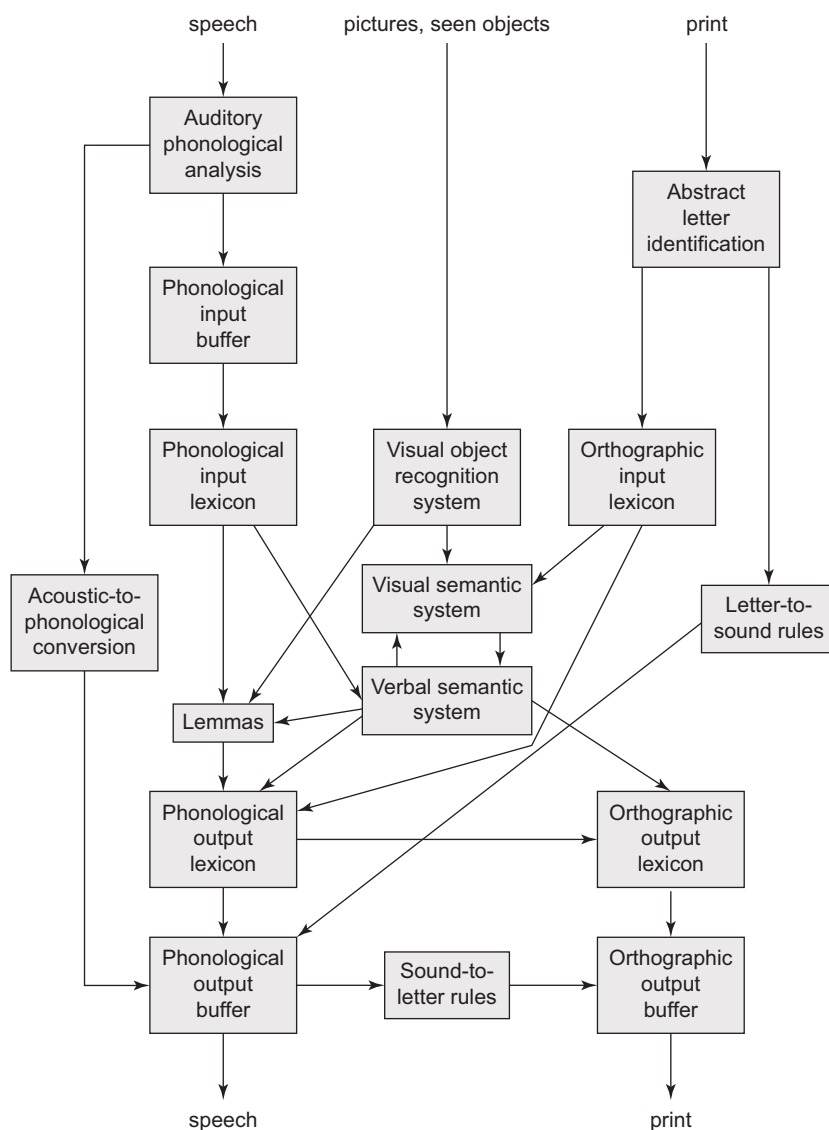 speech
pictures, seen objects
print
Auditory
phonological
analysis
Abstract
letter
identification
Phonological
input
buffer
Phonological
input
lexicon
Visual object
recognition
system
Orthographic
input
lexicon
Acoustic-to-
phonological
conversion
Visual semantic
system
Letter-to-
sound rules
Verbal semantic
system
Lemmas
Phonological
output
lexicon
Orthographic
output
lexicon
Phonological
output
buffer
Sound-to-
letter rules
Orthographic
output
buffer
speech
print